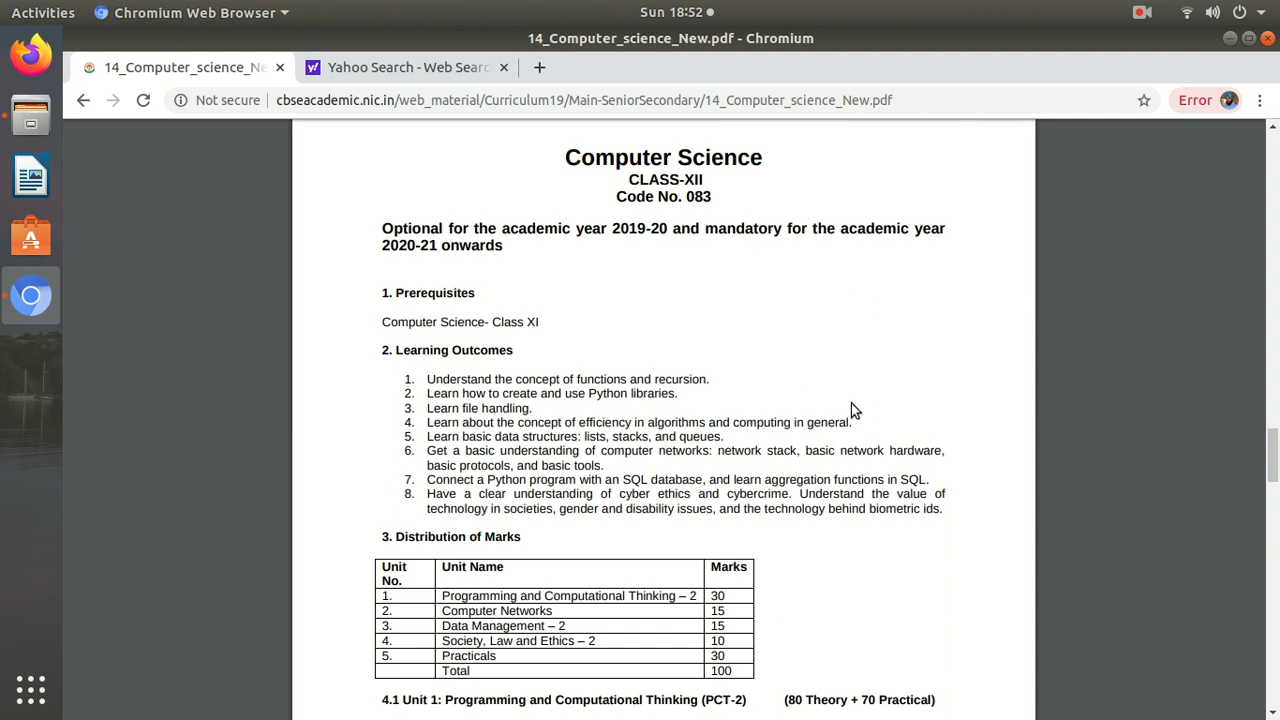 Activities Chromium Web Browser Sun 18:52
14_Computer_science_New.pdf - Chromium
14_Computer_science_Ne Yahoo Search - Web Searc
Not secure cbseacademic.nic.in/web_material/Curriculum19/Main-SeniorSecondary/14_Computer_science_New.pdf Error
Computer Science
CLASS-XII
Code No. 083
Optional for the academic year 2019-20 and mandatory for the academic year
2020-21 onwards
1. Prerequisites
Computer Science- Class XI
2. Learning Outcomes
1. Understand the concept of functions and recursion.
2. Learn how to create and use Python libraries.
3. Learn file handling.
4. Learn about the concept of efficiency in algorithms and computing in general.
5. Learn basic data structures: lists, stacks, and queues.
6. Get a basic understanding of computer networks: network stack, basic network hardware,
basic protocols, and basic tools.
7. Connect a Python program with an SQL database, and learn aggregation functions in SQL.
8. Have a clear understanding of cyber ethics and cybercrime. Understand the value of
technology in societies, gender and disability issues, and the technology behind biometric ids.
3. Distribution of Marks
Unit Unit Name Marks
No.
1. Programming and Computational Thinking – 2 30
2. Computer Networks 15
3. Data Management – 2 15
4. Society, Law and Ethics – 2 10
5. Practicals 30
Total 100
4.1 Unit 1: Programming and Computational Thinking (PCT-2) (80 Theory + 70 Practical)